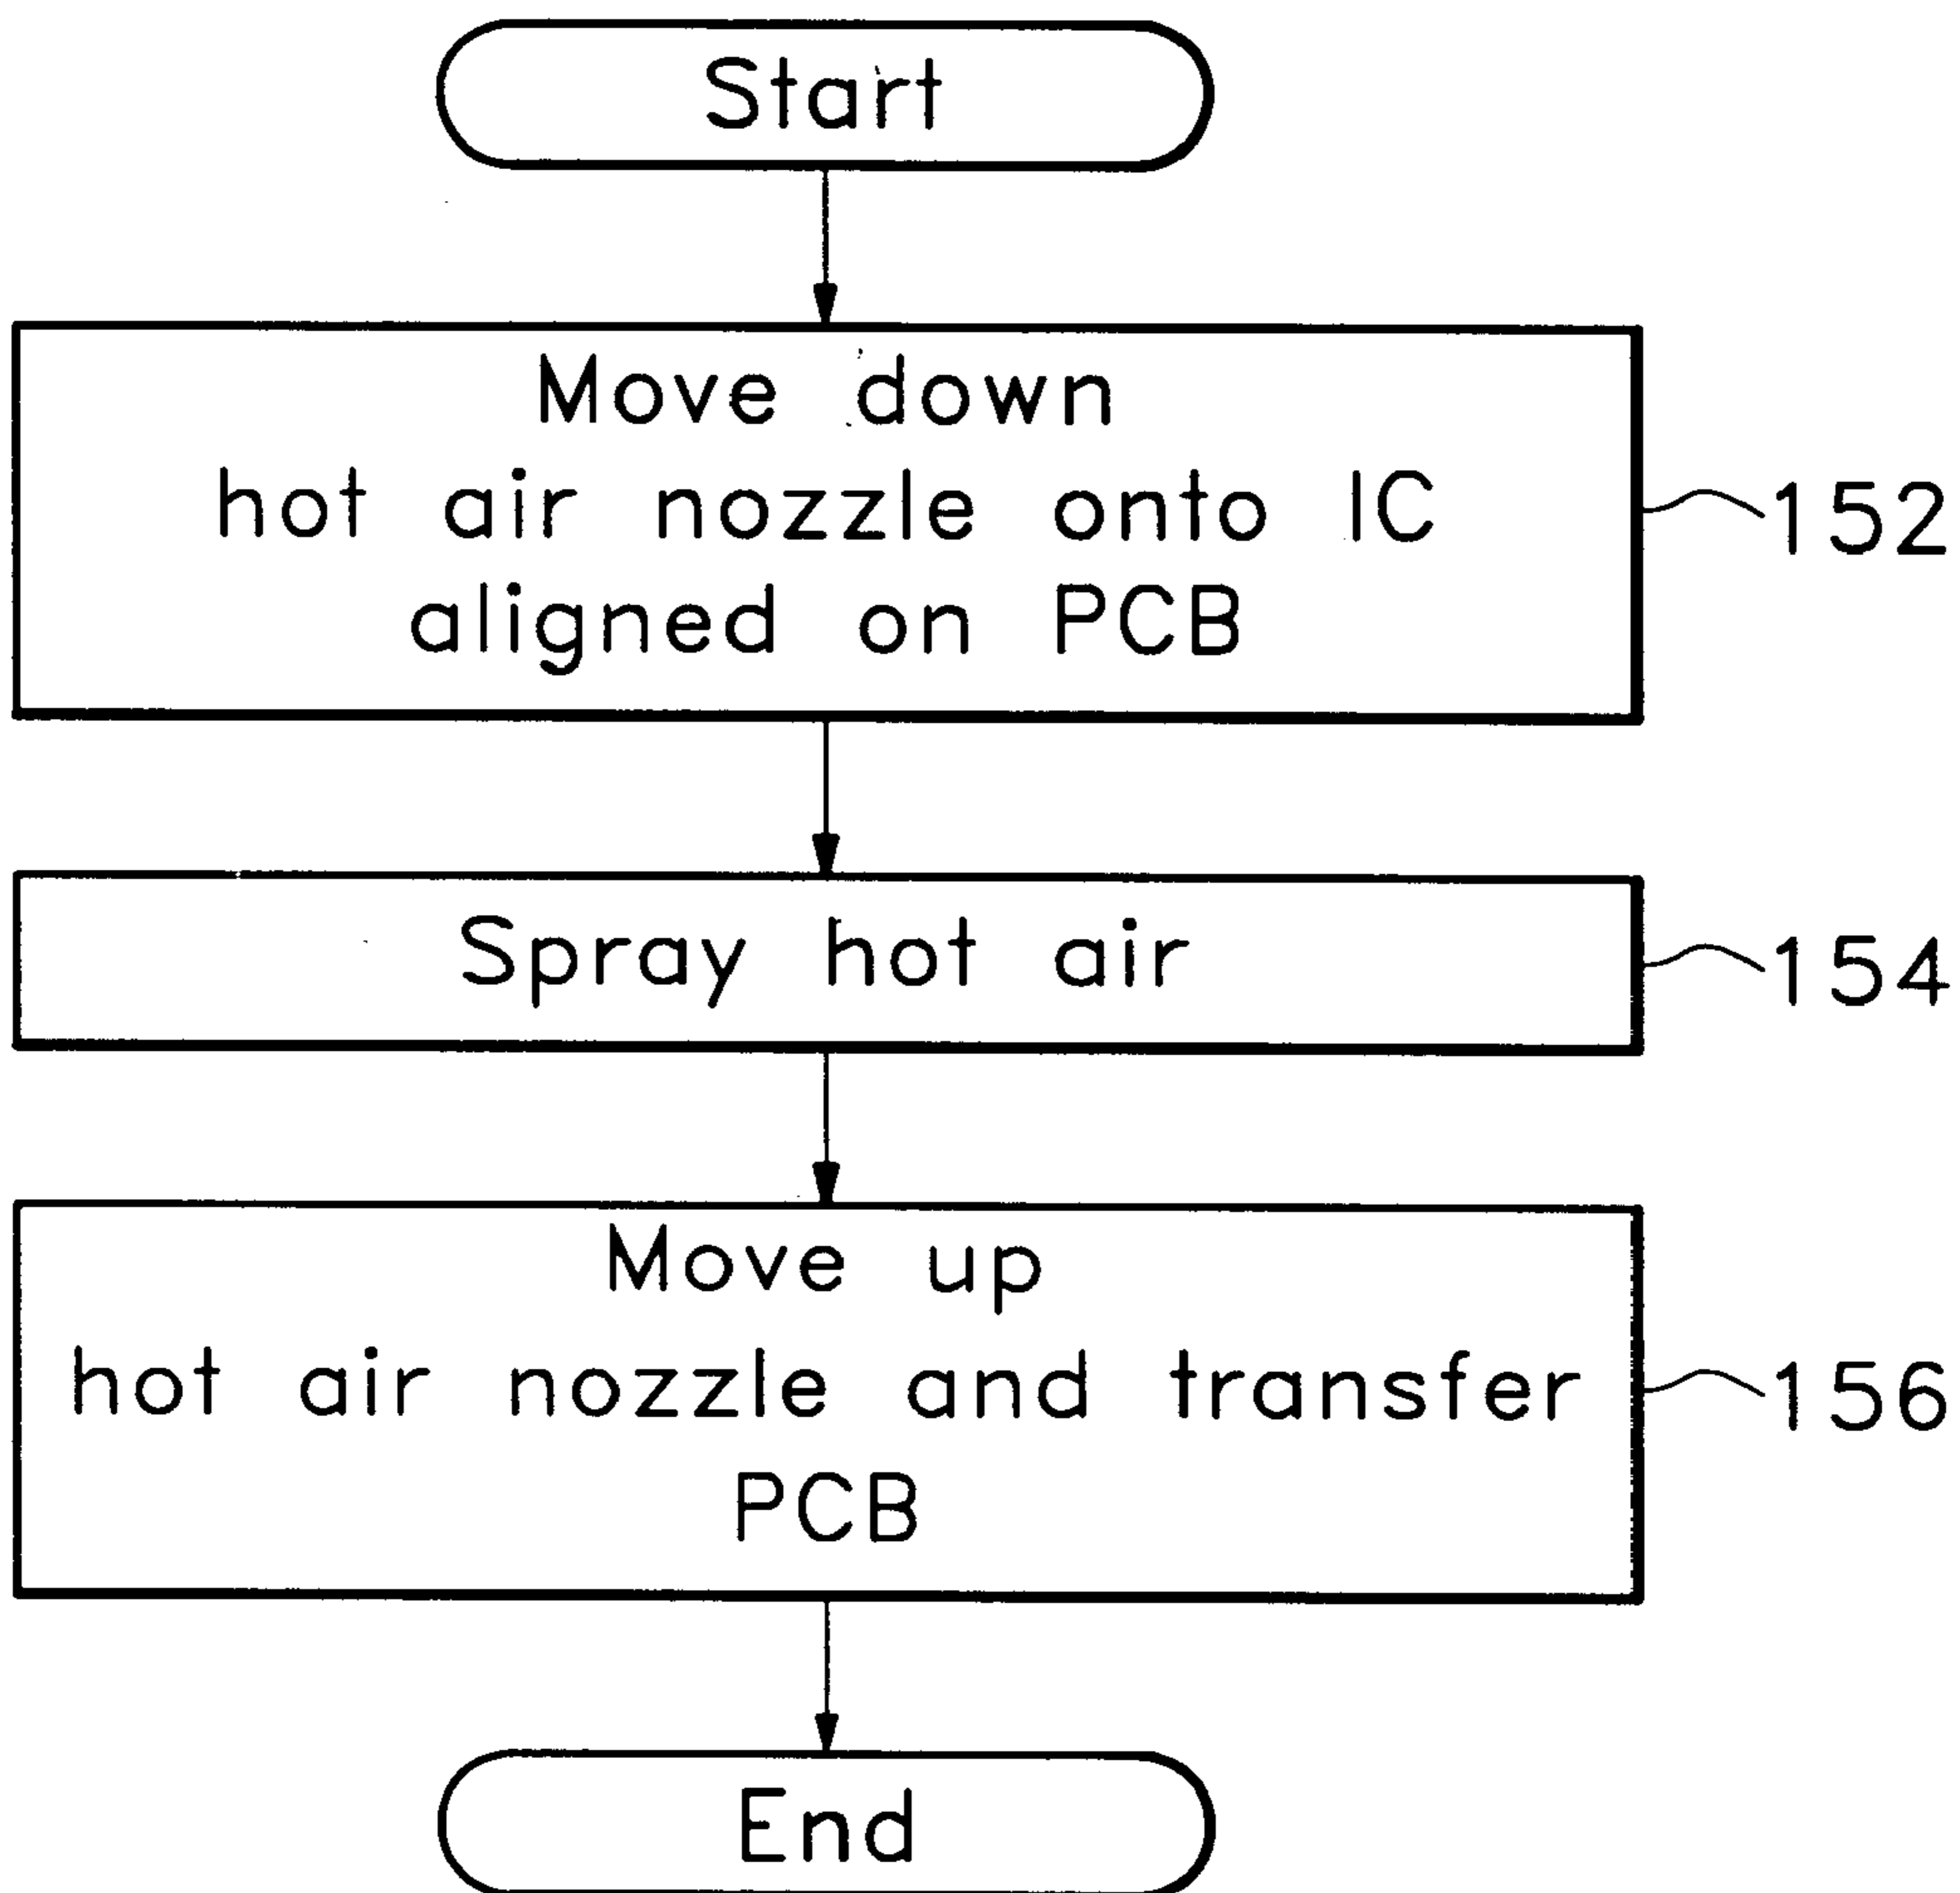 Start
Move down
hot air nozzle onto IC
aligned on PCB
152
Spray hot air
154
Move up
hot air nozzle and transfer
PCB
156
End